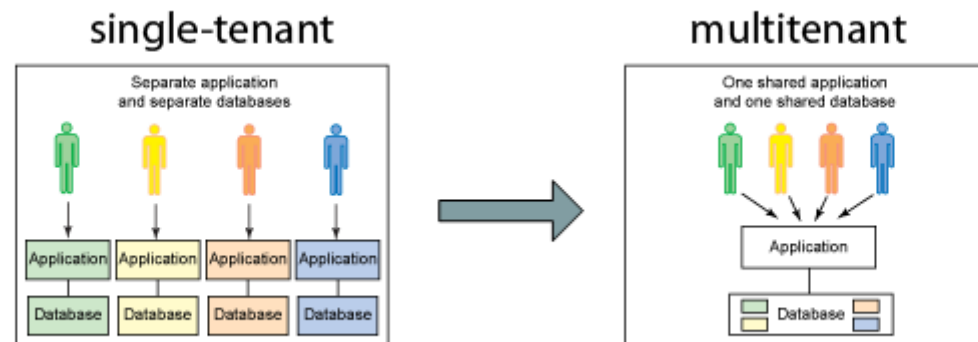 single-tenant
Separate application
and separate databases
Application Application Application Application
Database Database Database Database
multitenant
One shared application
and one shared database
Application
Database